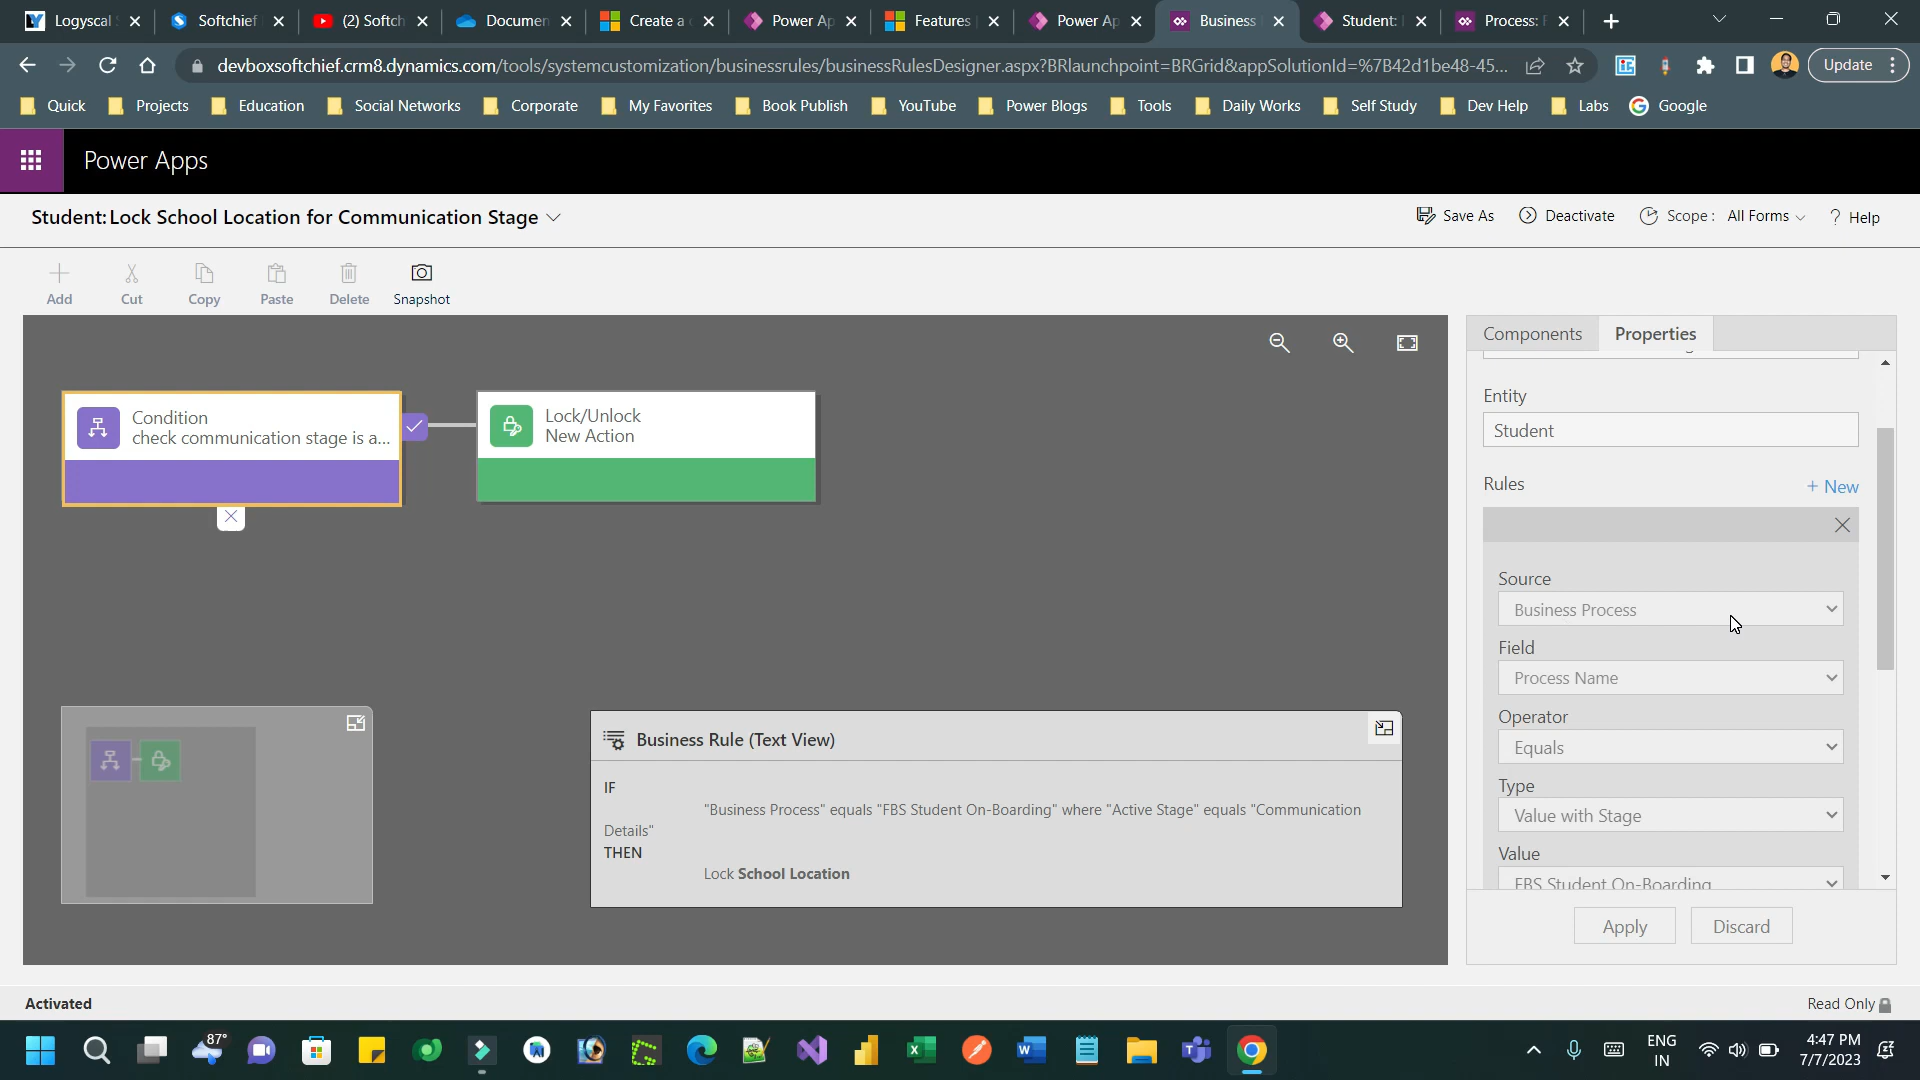 Logyscal
Softchief
(2) Softch
Documen
Create a c
Power Ap
Features
Power Ap
Business
Student:
Process: F
devboxsoftchief.crm8.dynamics.com/tools/systemcustomization/businessrules/businessRulesDesigner.aspx?BRlaunchpoint=BRGrid&appSolutionId=%7B42d1be48-45...
Update
Quick
Projects
Education
Social Networks
Corporate
My Favorites
Book Publish
YouTube
Power Blogs
Tools
Daily Works
Self Study
Dev Help
Labs
Google
Power Apps
Student: Lock School Location for Communication Stage
Save As
Deactivate
Scope : All Forms
? Help
Add
Cut
Copy
Paste
Delete
Snapshot
Components
Properties
Condition
check communication stage is a...
Lock/Unlock
New Action
Entity
Student
Rules
+ New
Source
Business Process
Field
Process Name
Operator
Equals
Type
Value with Stage
Value
FBS Student On-Boarding
Apply
Discard
Business Rule (Text View)
IF
"Business Process" equals "FBS Student On-Boarding" where "Active Stage" equals "Communication
Details"
THEN
Lock School Location
Activated
Read Only
87°
ENG
IN
4:47 PM
7/7/2023